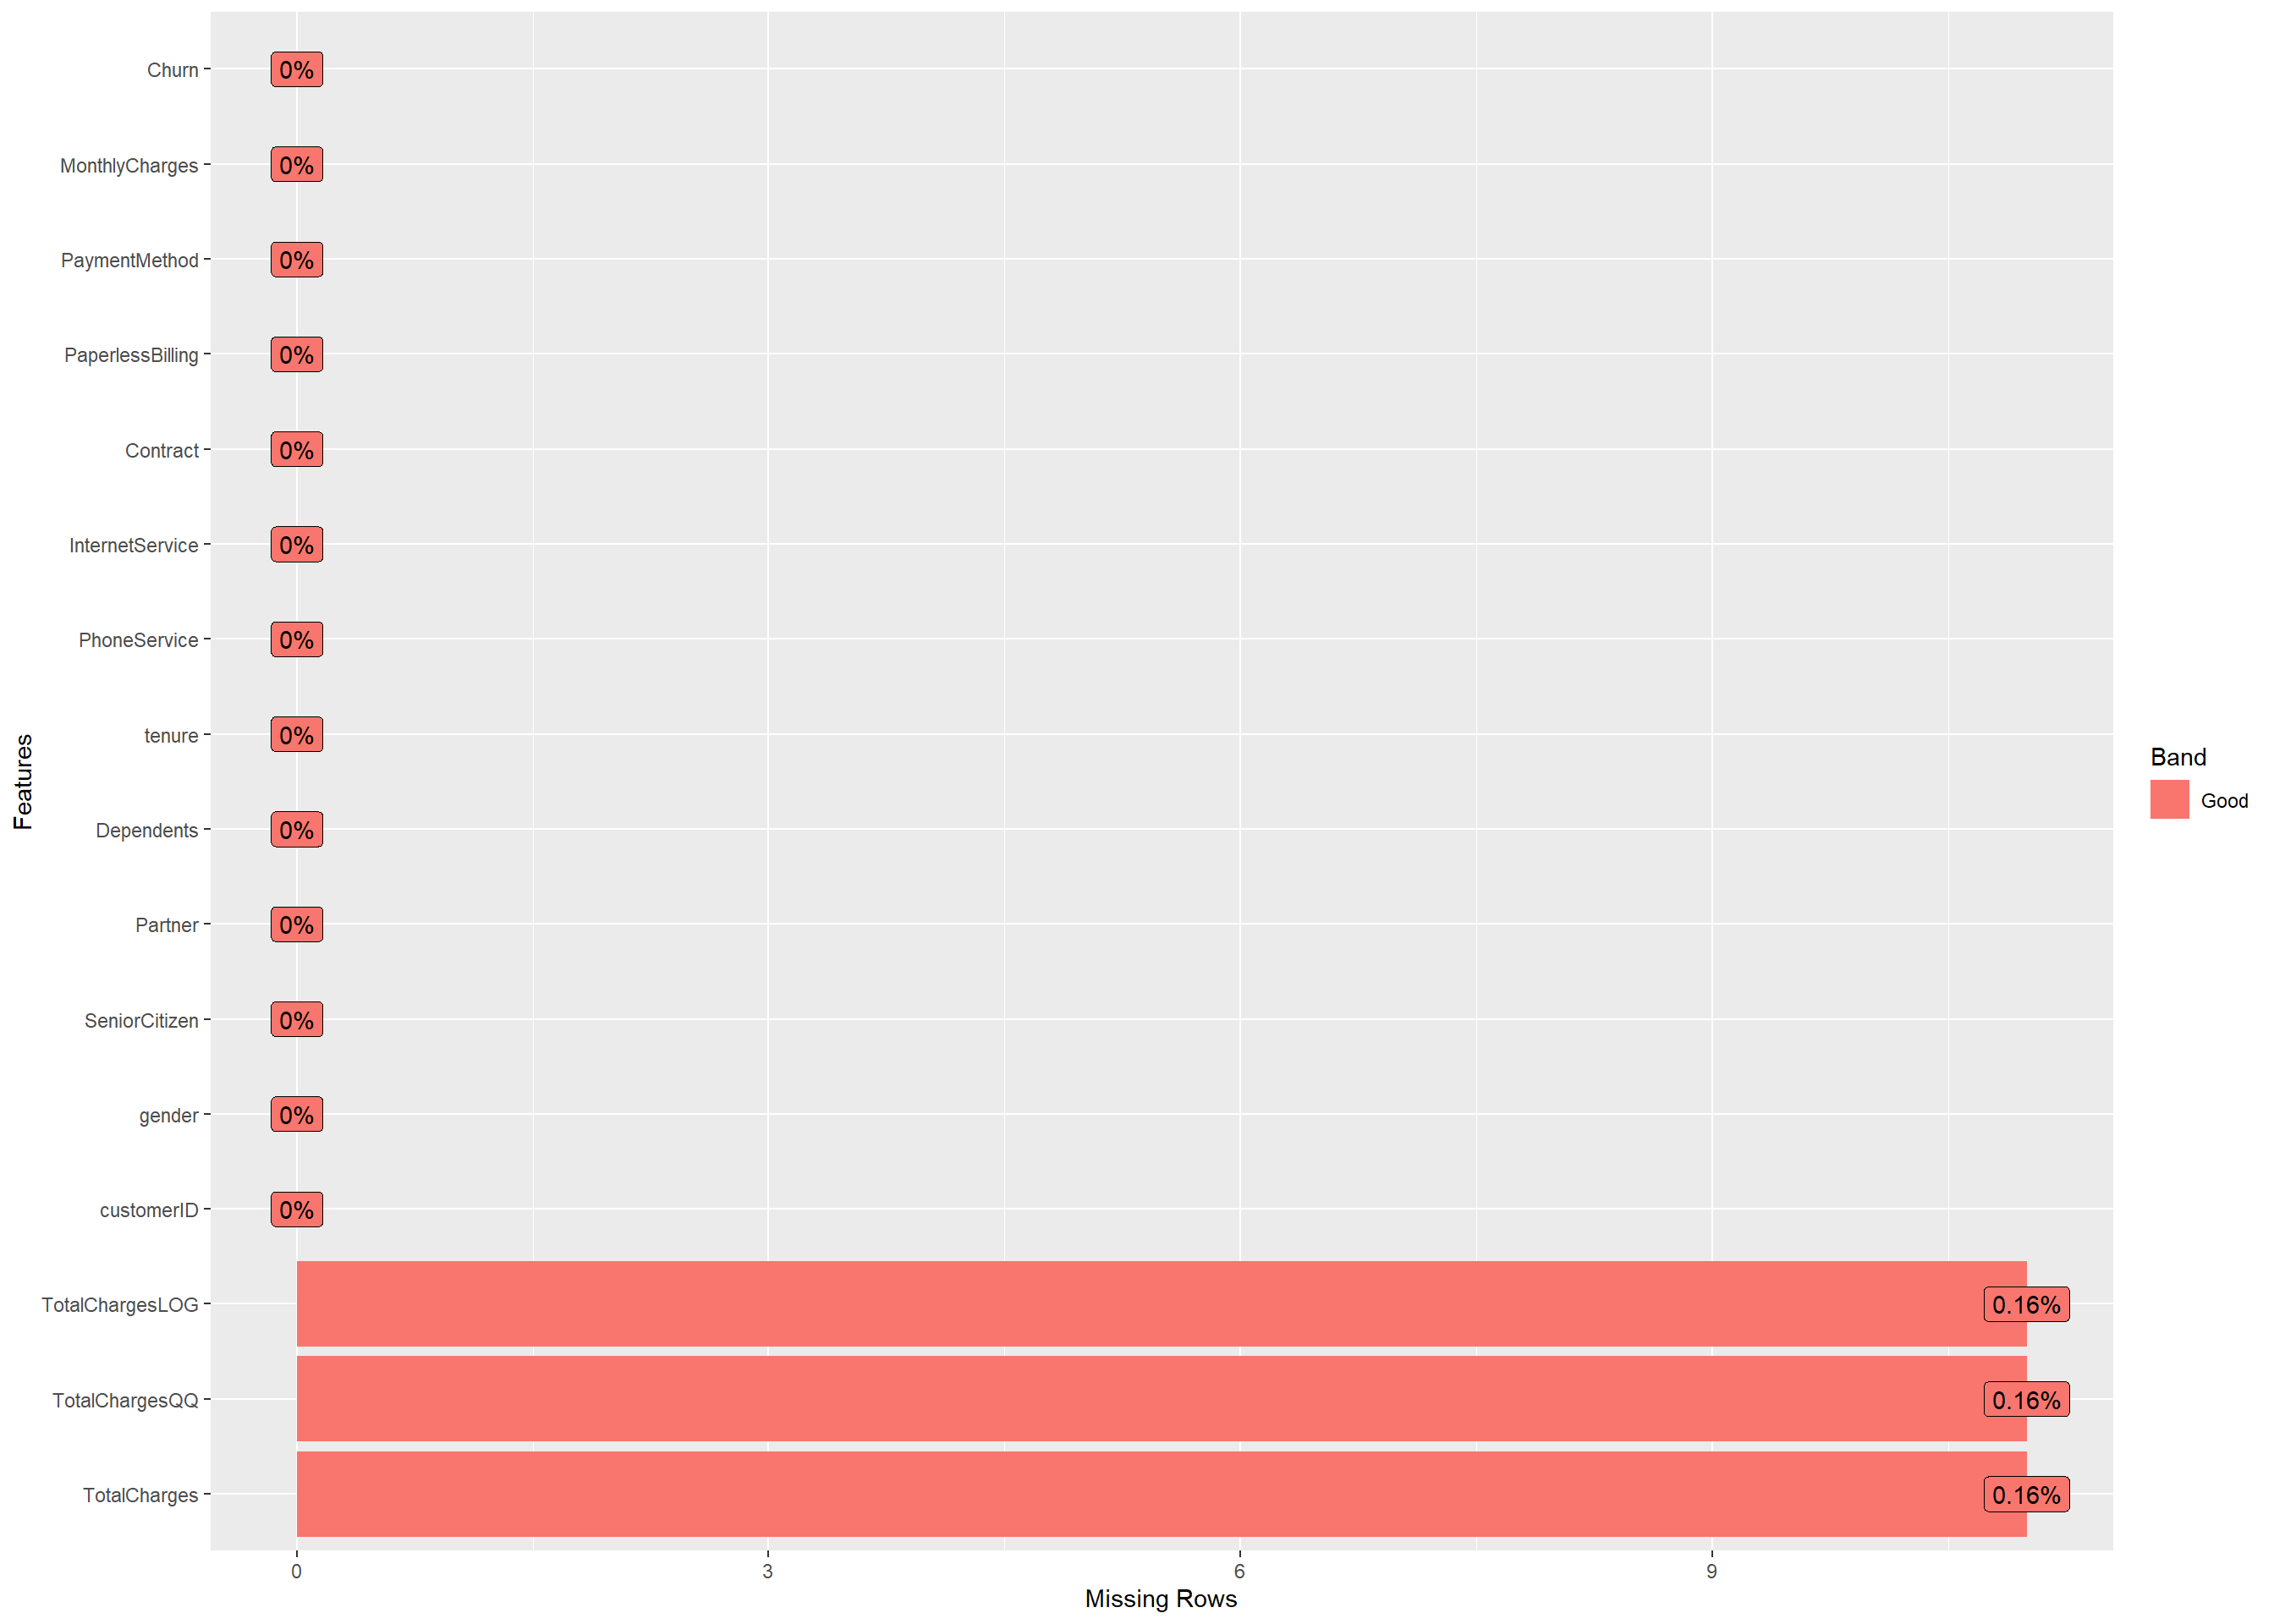 Churn
0%
MonthlyCharges
0%
PaymentMethod
0%
PaperlessBilling
0%
Contract
0%
InternetService
0%
PhoneService
0%
tenure
0%
Dependents
0%
Partner
0%
SeniorCitizen
0%
gender
0%
customerID
0%
TotalChargesLOG
0.16%
TotalChargesQQ
0.16%
TotalCharges
0.16%
0 3 6 9
Missing Rows
Features
Band
Good